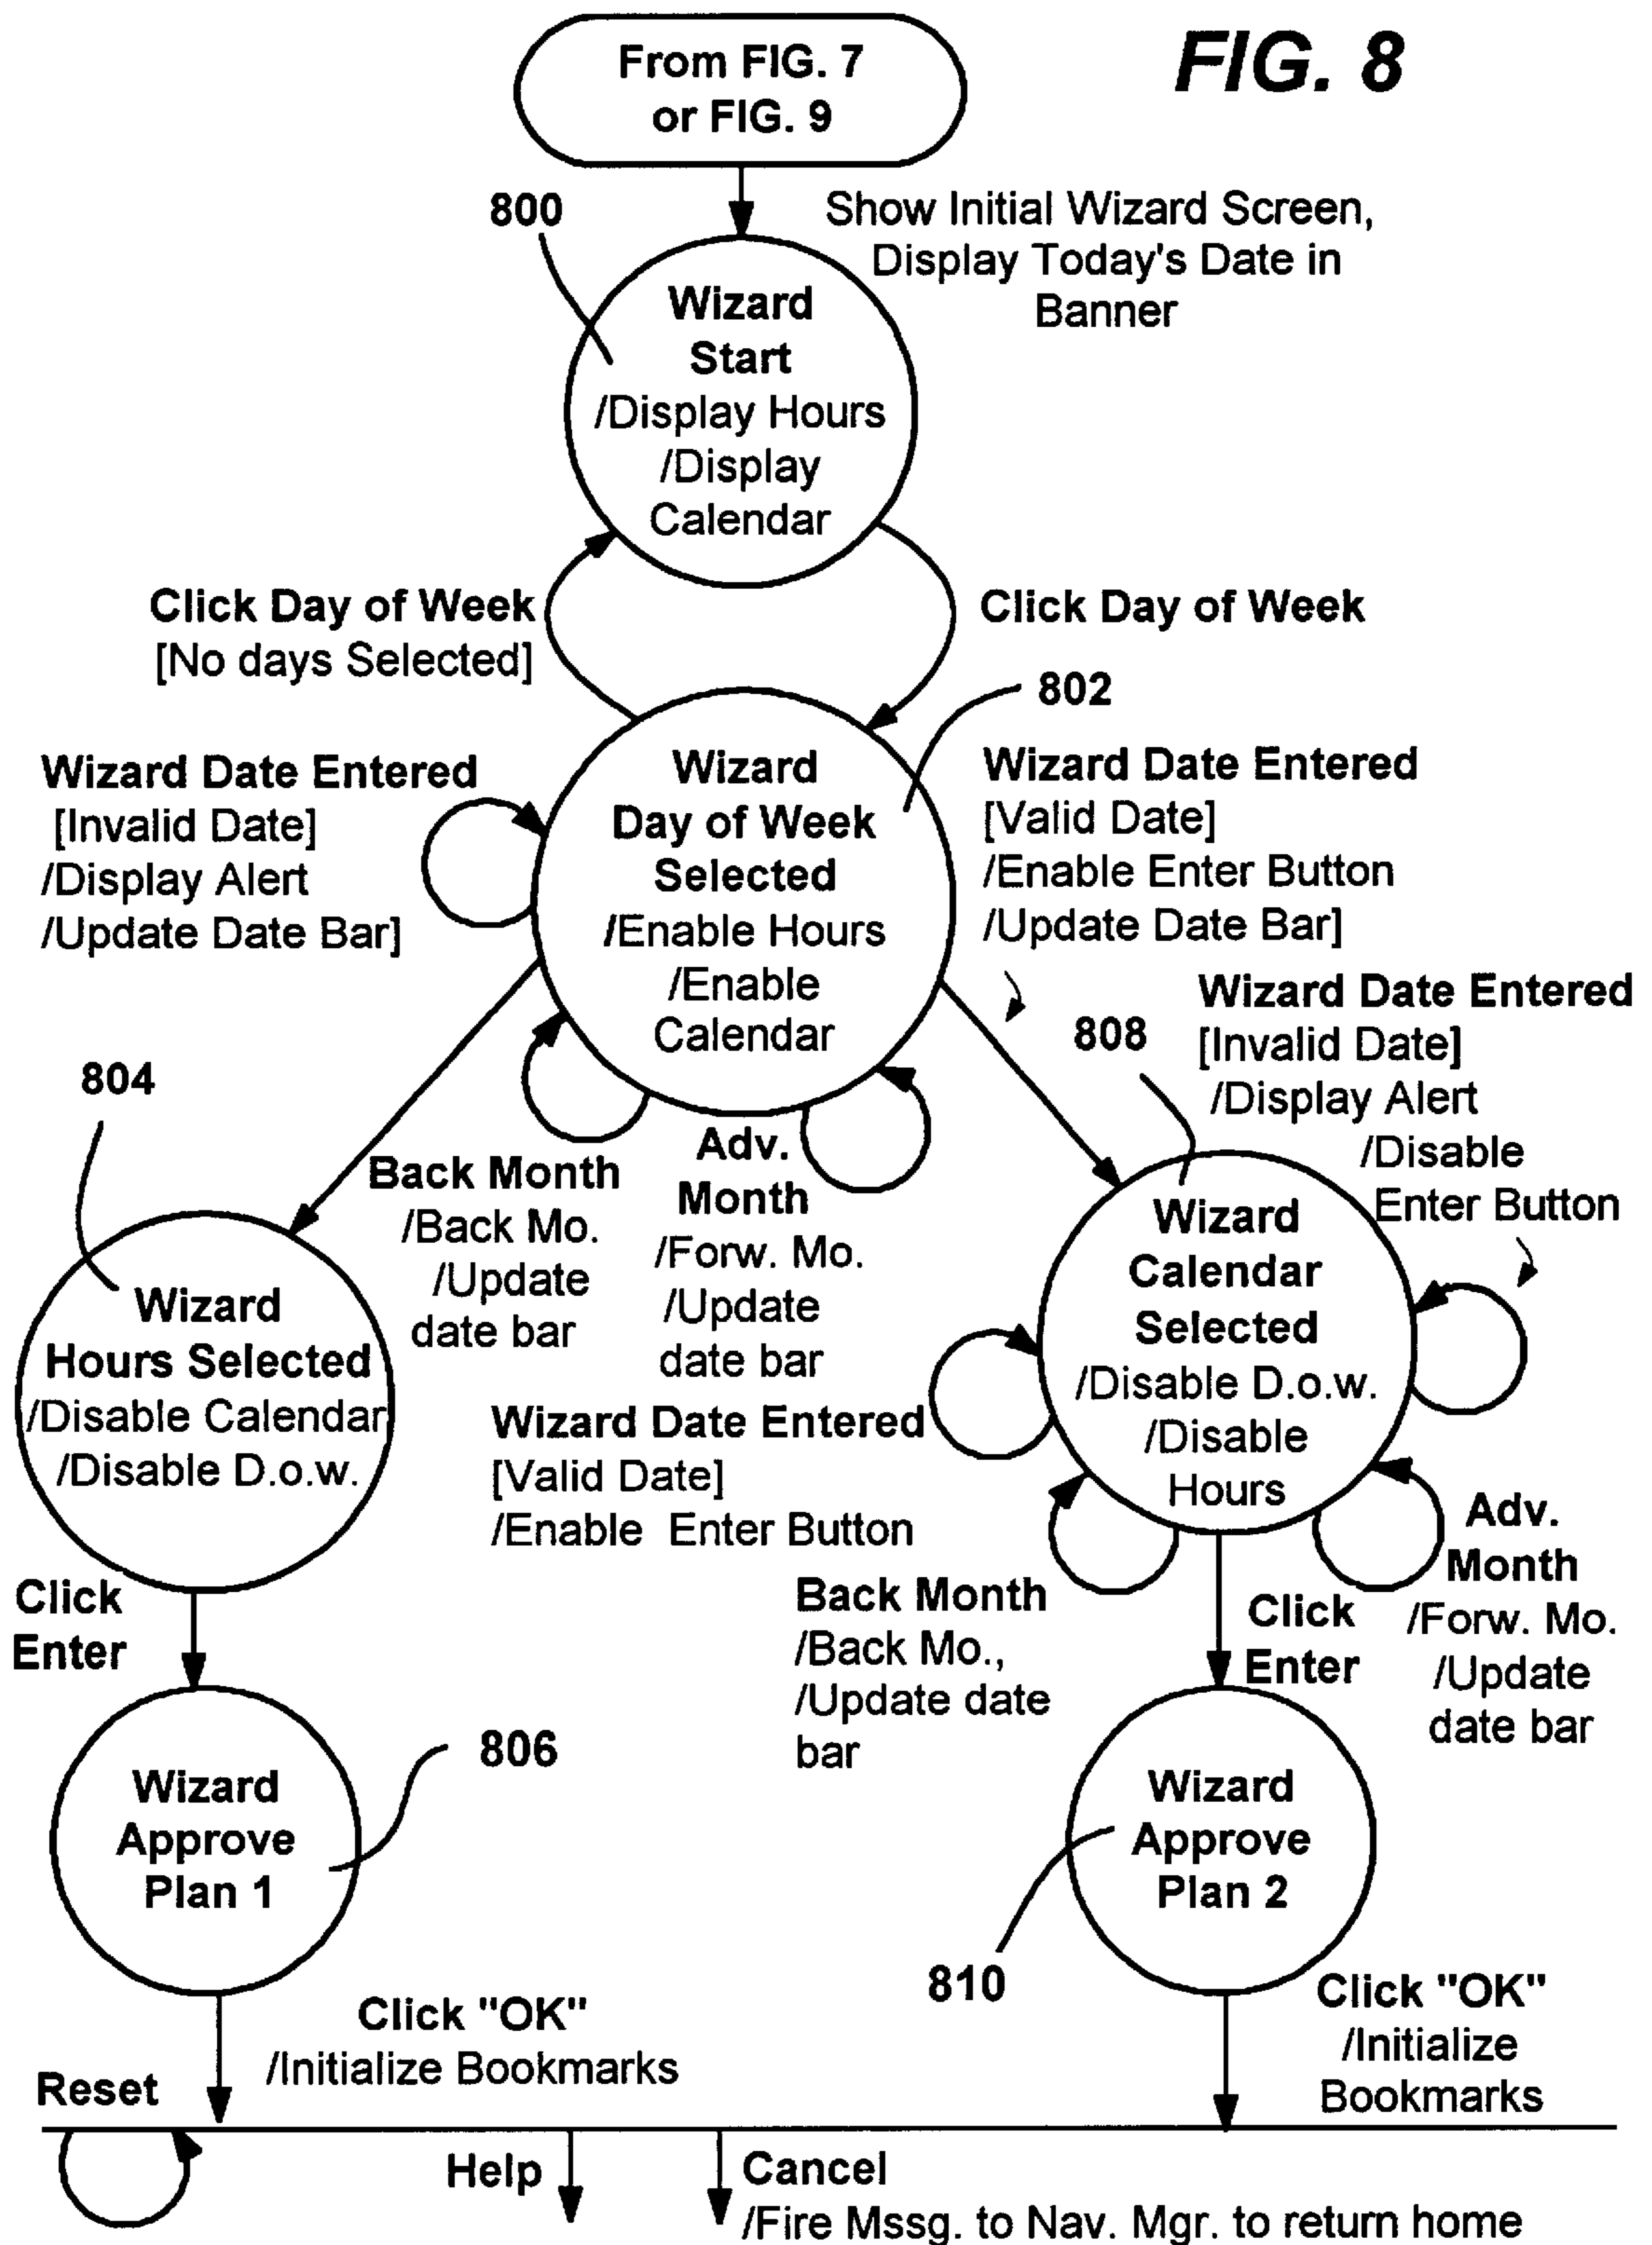 FIG. 8
From FIG. 7
or FIG. 9
800
Show Initial Wizard Screen,
Display Today's Date in
Banner
Wizard
Start
/Display Hours
/Display
Calendar
Click Day of Week
[No days Selected]
Click Day of Week
802
Wizard Date Entered
[Invalid Date]
/Display Alert
/Update Date Bar]
Wizard
Day of Week
Selected
/Enable Hours
/Enable
Calendar
Wizard Date Entered
[Valid Date]
/Enable Enter Button
/Update Date Bar]
Wizard Date Entered
[Invalid Date]
/Display Alert
/Disable
Enter Button
808
804
Back Month
/Back Mo.
/Update
date bar
Adv.
Month
/Forw. Mo.
/Update
date bar
Wizard
Hours Selected
/Disable Calendar
/Disable D.o.w.
Wizard
Calendar
Selected
/Disable D.o.w.
/Disable
Hours
Wizard Date Entered
[Valid Date]
/Enable Enter Button
Click
Enter
Back Month
/Back Mo.,
/Update date
bar
Click
Enter
Adv.
Month
/Forw. Mo.
/Update
date bar
Wizard
Approve
Plan 1
806
Wizard
Approve
Plan 2
810
Click "OK"
/Initialize Bookmarks
Click "OK"
/Initialize
Bookmarks
Reset
Help
Cancel
/Fire Mssg. to Nav. Mgr. to return home